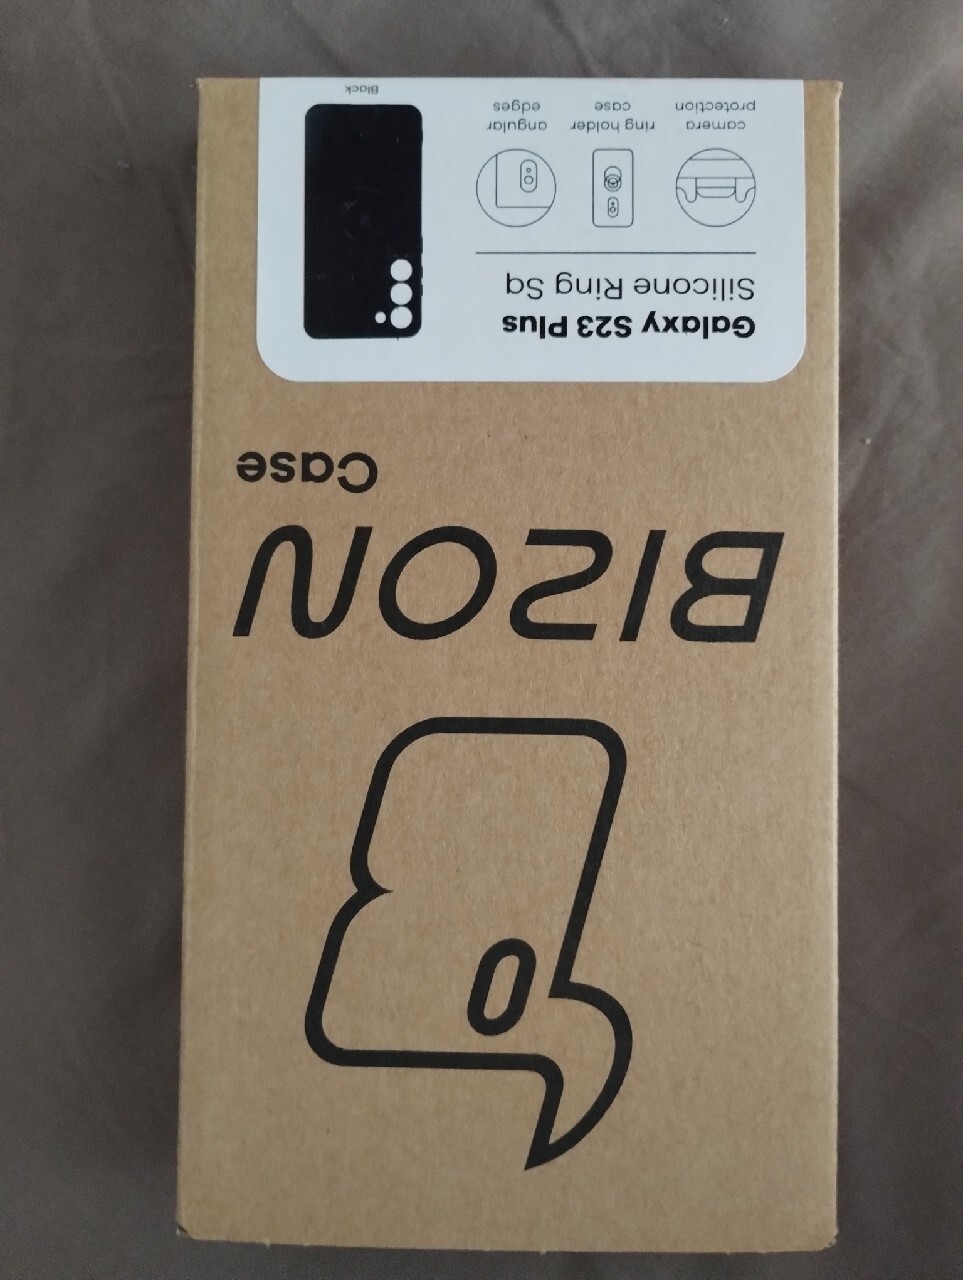 BIZON
Case
Galaxy S23 Plus
Silicone Ring Sq
camera
protection
ring holder
case
angular
edges
Black